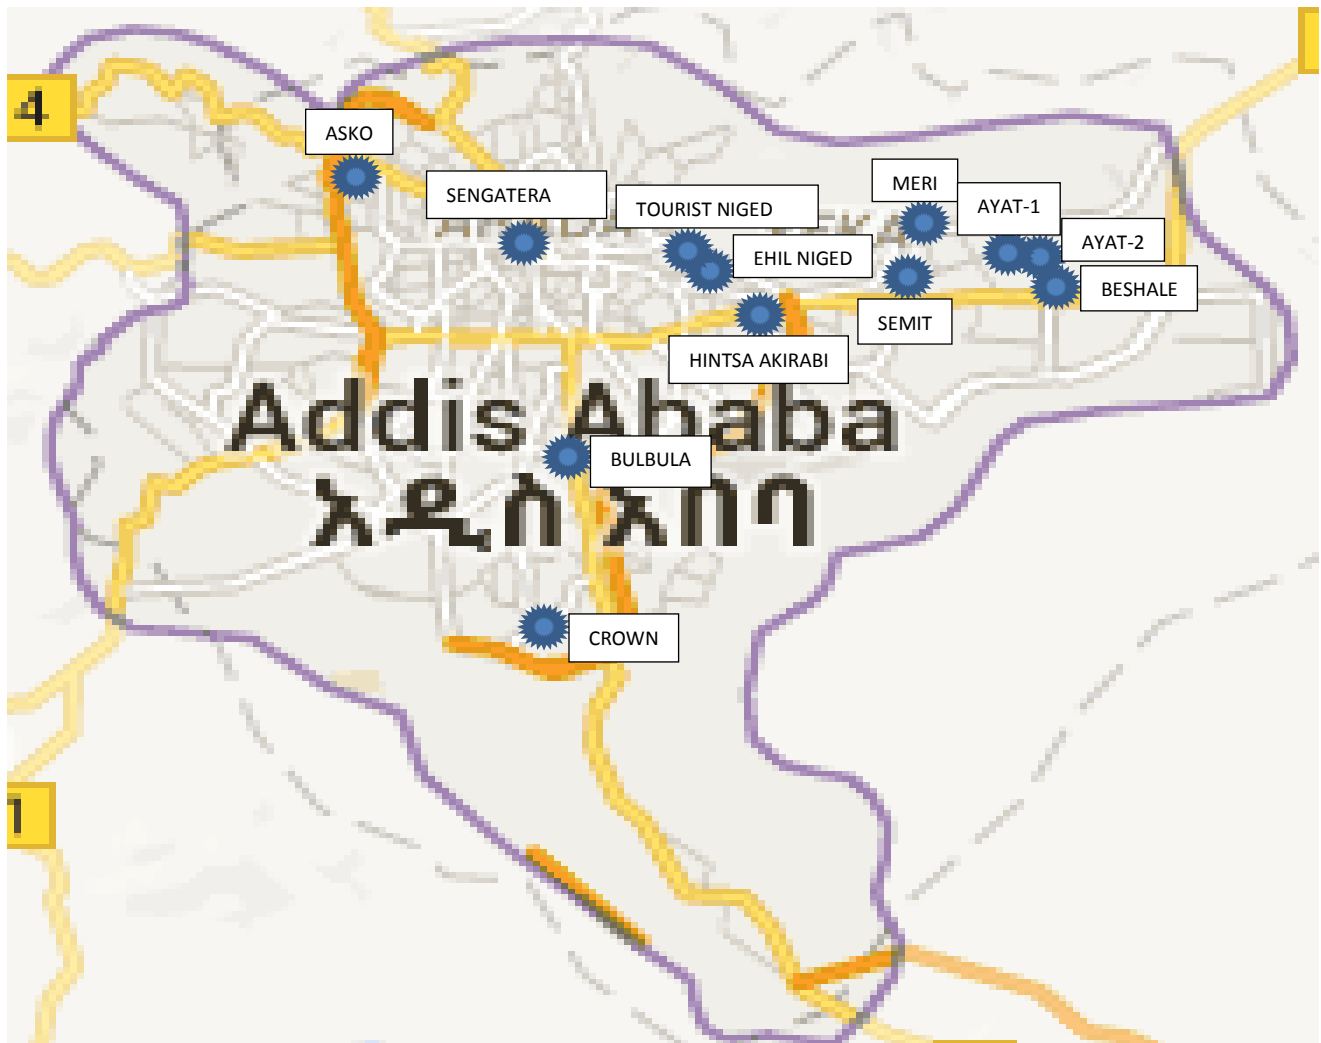 4
ASKO
SENGATERA
TOURIST NIGED
MERI
AYAT-1
AYAT-2
EHIL NIGED
BESHALE
SEMIT
HINTSA AKIRABI
Addis Ababa
BULBULA
አዲስ አበባ
CROWN
1